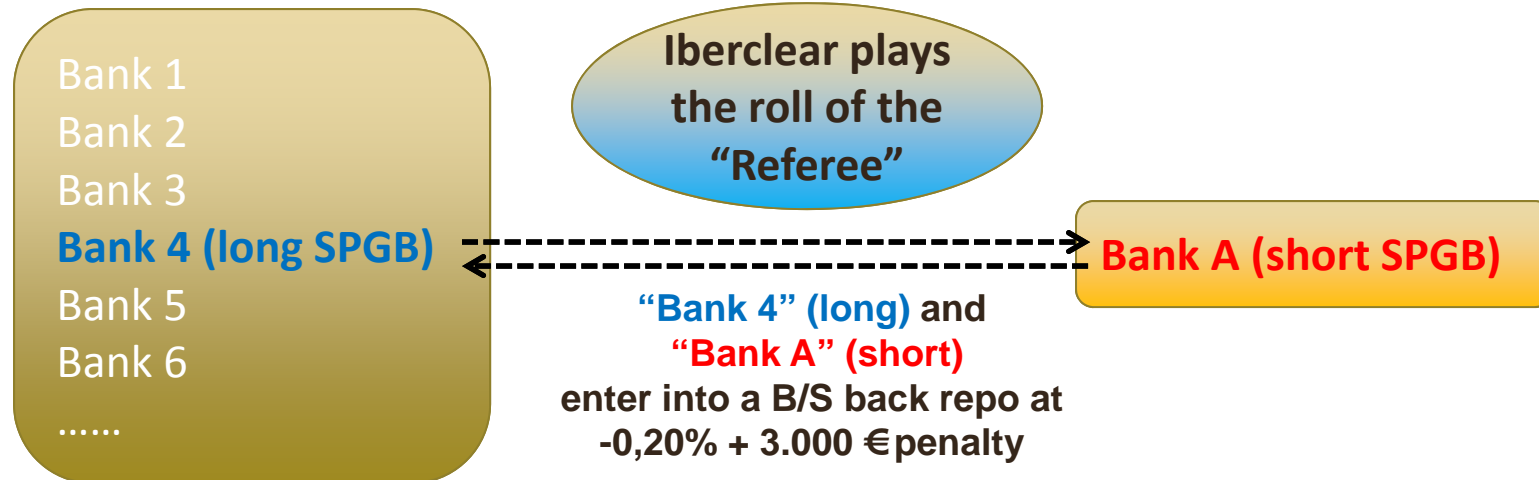 Bank 1
Bank 2
Bank 3
Bank 4 (long SPGB)
Bank 5
Bank 6
......
Iberclear plays
the roll of the
“Referee”
Bank A (short SPGB)
“Bank 4” (long) and
“Bank A” (short)
enter into a B/S back repo at
-0,20% + 3.000 € penalty